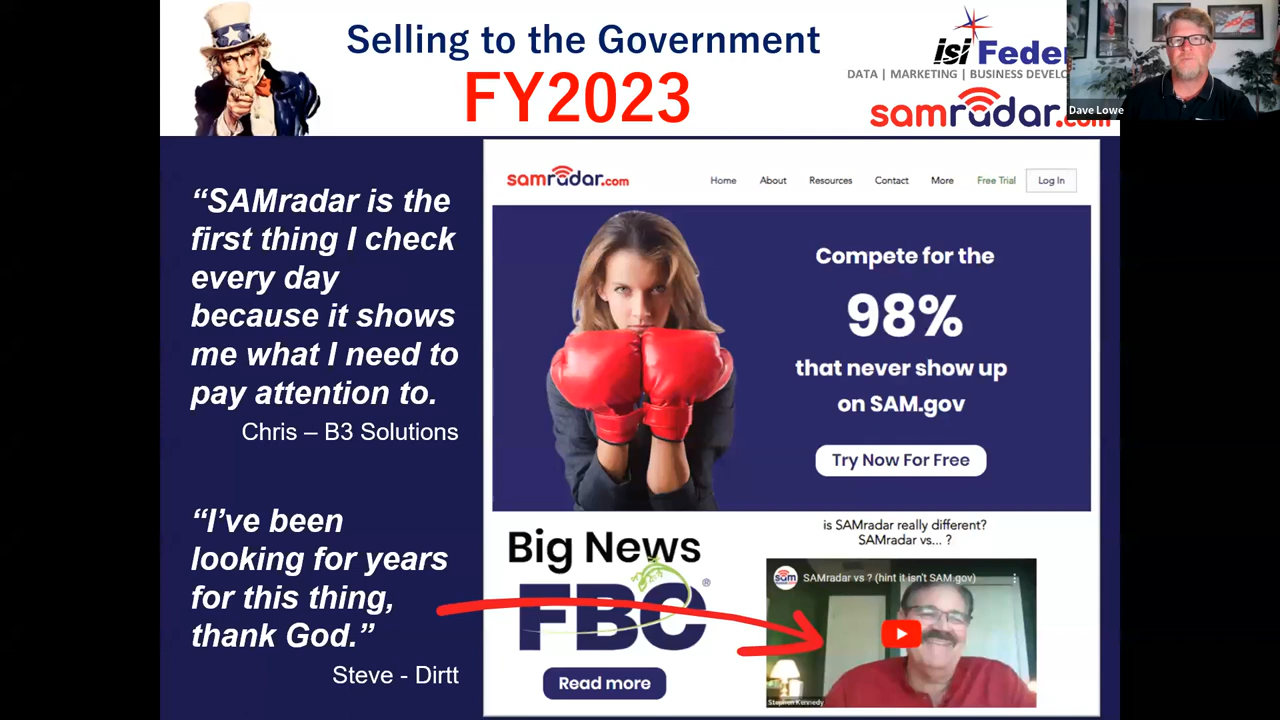 Selling to the Government
FY2023
isi Feder
DATA | MARKETING | BUSINESS DEVELO
samradar.com
Dave Lowe
“SAMradar is the
first thing I check
every day
because it shows
me what I need to
pay attention to.
Chris – B3 Solutions
“I’ve been
looking for years
for this thing,
thank God.”
Steve - Dirtt
samradar.com
Home About Resources Contact More Free Trial Log In
Compete for the
98%
that never show up
on SAM.gov
Try Now For Free
Big News
FBC®
Read more
is SAMradar really different?
SAMradar vs... ?
sam
SAMradar vs ? (hint it isn't SAM.gov)
Stephen Kennedy